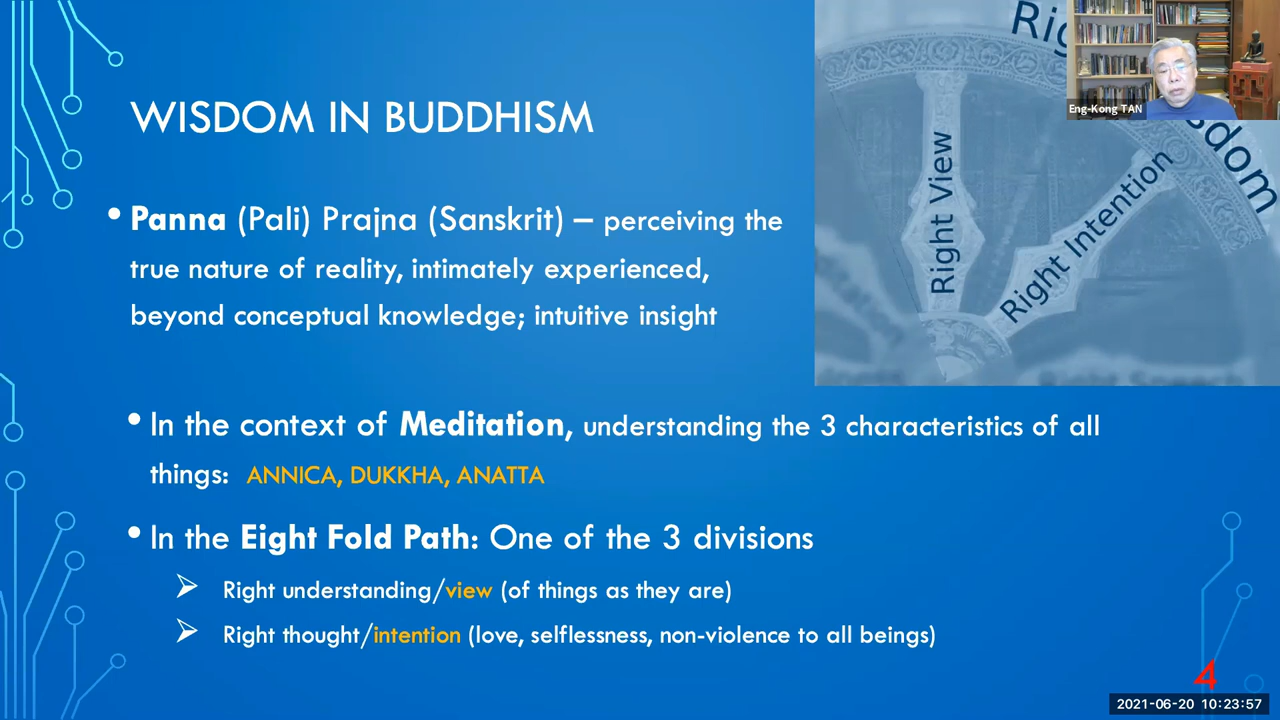 WISDOM IN BUDDHISM
• Panna (Pali) Prajna (Sanskrit) – perceiving the
true nature of reality, intimately experienced,
beyond conceptual knowledge; intuitive insight
• In the context of Meditation, understanding the 3 characteristics of all
things: ANNICA, DUKKHA, ANATTA
• In the Eight Fold Path: One of the 3 divisions
➢ Right understanding/view (of things as they are)
➢ Right thought/intention (love, selflessness, non-violence to all beings)
Right View
Right Intention
Eng-Kong TAN
4
2021-06-20 10:23:57